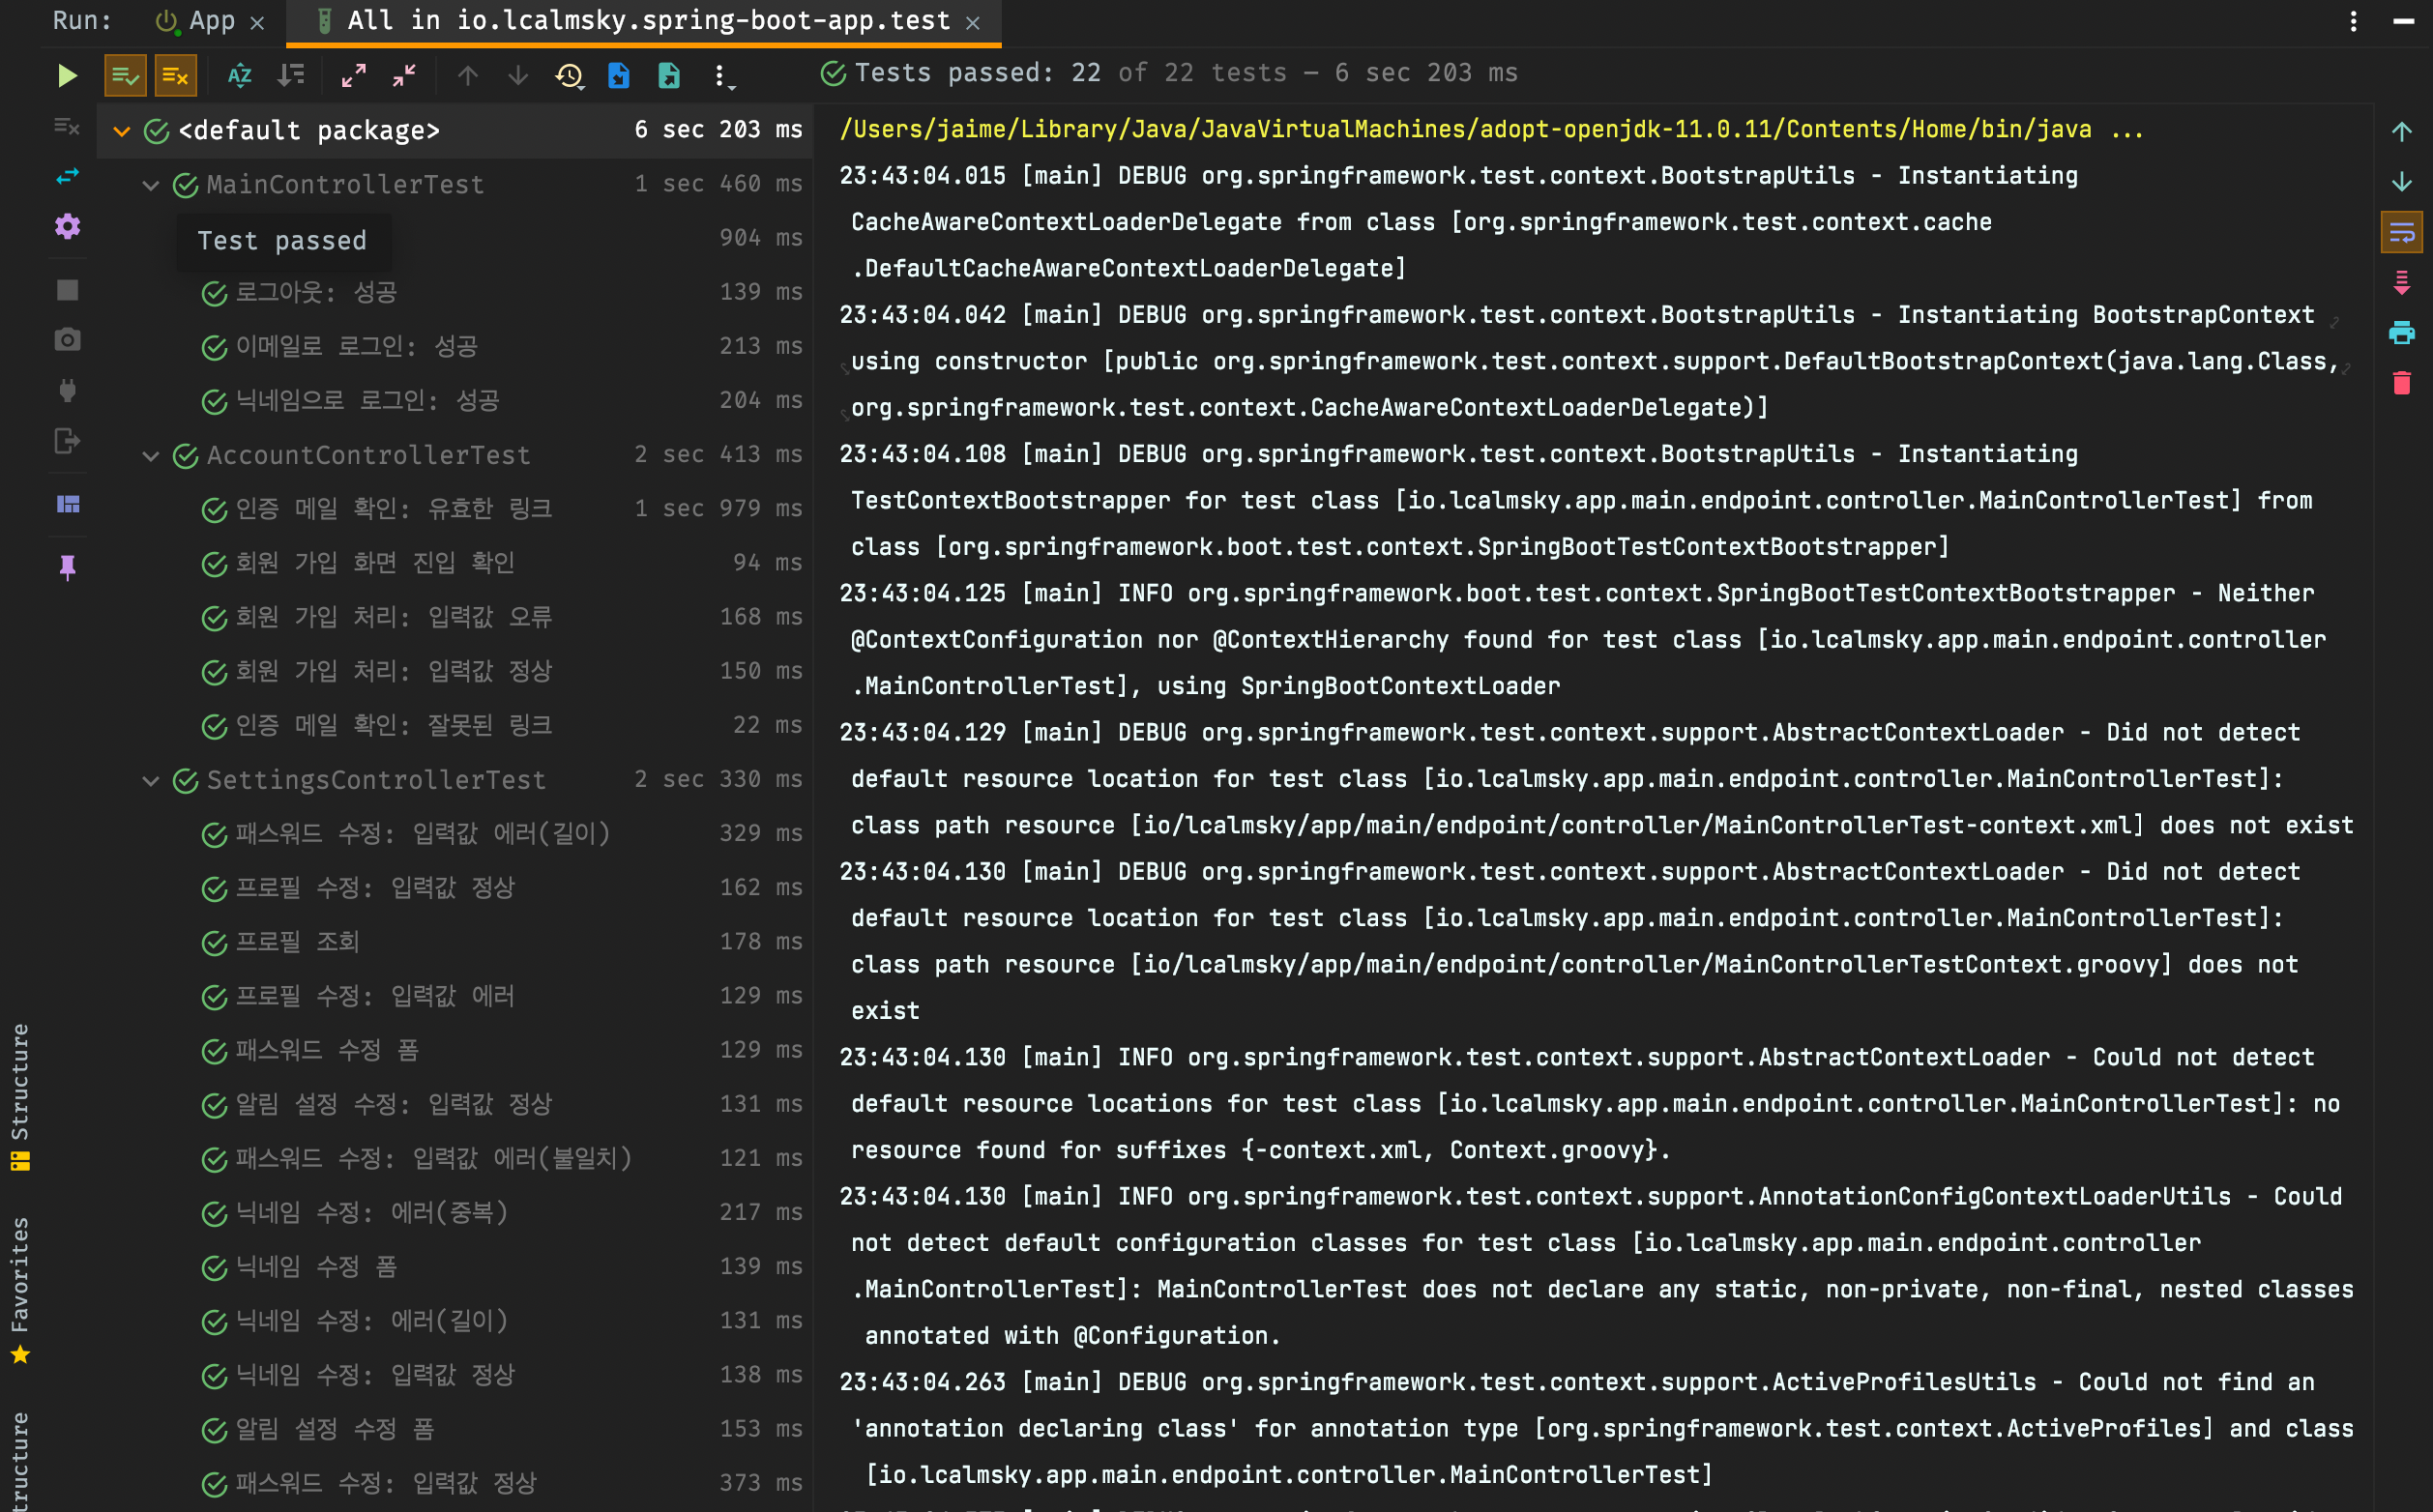 Run:
App
All in io.lcalmsky.spring-boot-app.test
Tests passed: 22 of 22 tests – 6 sec 203 ms
<default package> 6 sec 203 ms
MainControllerTest 1 sec 460 ms
Test passed 904 ms
로그아웃: 성공 139 ms
이메일로 로그인: 성공 213 ms
닉네임으로 로그인: 성공 204 ms
AccountControllerTest 2 sec 413 ms
인증 메일 확인: 유효한 링크 1 sec 979 ms
회원 가입 화면 진입 확인 94 ms
회원 가입 처리: 입력값 오류 168 ms
회원 가입 처리: 입력값 정상 150 ms
인증 메일 확인: 잘못된 링크 22 ms
SettingsControllerTest 2 sec 330 ms
패스워드 수정: 입력값 에러(길이) 329 ms
프로필 수정: 입력값 정상 162 ms
프로필 조회 178 ms
프로필 수정: 입력값 에러 129 ms
패스워드 수정 폼 129 ms
알림 설정 수정: 입력값 정상 131 ms
패스워드 수정: 입력값 에러(불일치) 121 ms
닉네임 수정: 에러(중복) 217 ms
닉네임 수정 폼 139 ms
닉네임 수정: 에러(길이) 131 ms
닉네임 수정: 입력값 정상 138 ms
알림 설정 수정 폼 153 ms
패스워드 수정: 입력값 정상 373 ms
/Users/jaime/Library/Java/JavaVirtualMachines/adopt-openjdk-11.0.11/Contents/Home/bin/java ...
23:43:04.015 [main] DEBUG org.springframework.test.context.BootstrapUtils - Instantiating
CacheAwareContextLoaderDelegate from class [org.springframework.test.context.cache
.DefaultCacheAwareContextLoaderDelegate]
23:43:04.042 [main] DEBUG org.springframework.test.context.BootstrapUtils - Instantiating BootstrapContext
using constructor [public org.springframework.test.context.support.DefaultBootstrapContext(java.lang.Class,
org.springframework.test.context.CacheAwareContextLoaderDelegate)]
23:43:04.108 [main] DEBUG org.springframework.test.context.BootstrapUtils - Instantiating
TestContextBootstrapper for test class [io.lcalmsky.app.main.endpoint.controller.MainControllerTest] from
class [org.springframework.boot.test.context.SpringBootTestContextBootstrapper]
23:43:04.125 [main] INFO org.springframework.boot.test.context.SpringBootTestContextBootstrapper - Neither
@ContextConfiguration nor @ContextHierarchy found for test class [io.lcalmsky.app.main.endpoint.controller
.MainControllerTest], using SpringBootContextLoader
23:43:04.129 [main] DEBUG org.springframework.test.context.support.AbstractContextLoader - Did not detect
default resource location for test class [io.lcalmsky.app.main.endpoint.controller.MainControllerTest]:
class path resource [io/lcalmsky/app/main/endpoint/controller/MainControllerTest-context.xml] does not exist
23:43:04.130 [main] DEBUG org.springframework.test.context.support.AbstractContextLoader - Did not detect
default resource location for test class [io.lcalmsky.app.main.endpoint.controller.MainControllerTest]:
class path resource [io/lcalmsky/app/main/endpoint/controller/MainControllerTestContext.groovy] does not
exist
23:43:04.130 [main] INFO org.springframework.test.context.support.AbstractContextLoader - Could not detect
default resource locations for test class [io.lcalmsky.app.main.endpoint.controller.MainControllerTest]: no
resource found for suffixes {-context.xml, Context.groovy}.
23:43:04.130 [main] INFO org.springframework.test.context.support.AnnotationConfigContextLoaderUtils - Could
not detect default configuration classes for test class [io.lcalmsky.app.main.endpoint.controller
.MainControllerTest]: MainControllerTest does not declare any static, non-private, non-final, nested classes
annotated with @Configuration.
23:43:04.263 [main] DEBUG org.springframework.test.context.support.ActiveProfilesUtils - Could not find an
'annotation declaring class' for annotation type [org.springframework.test.context.ActiveProfiles] and class
[io.lcalmsky.app.main.endpoint.controller.MainControllerTest]
Structure
Favorites